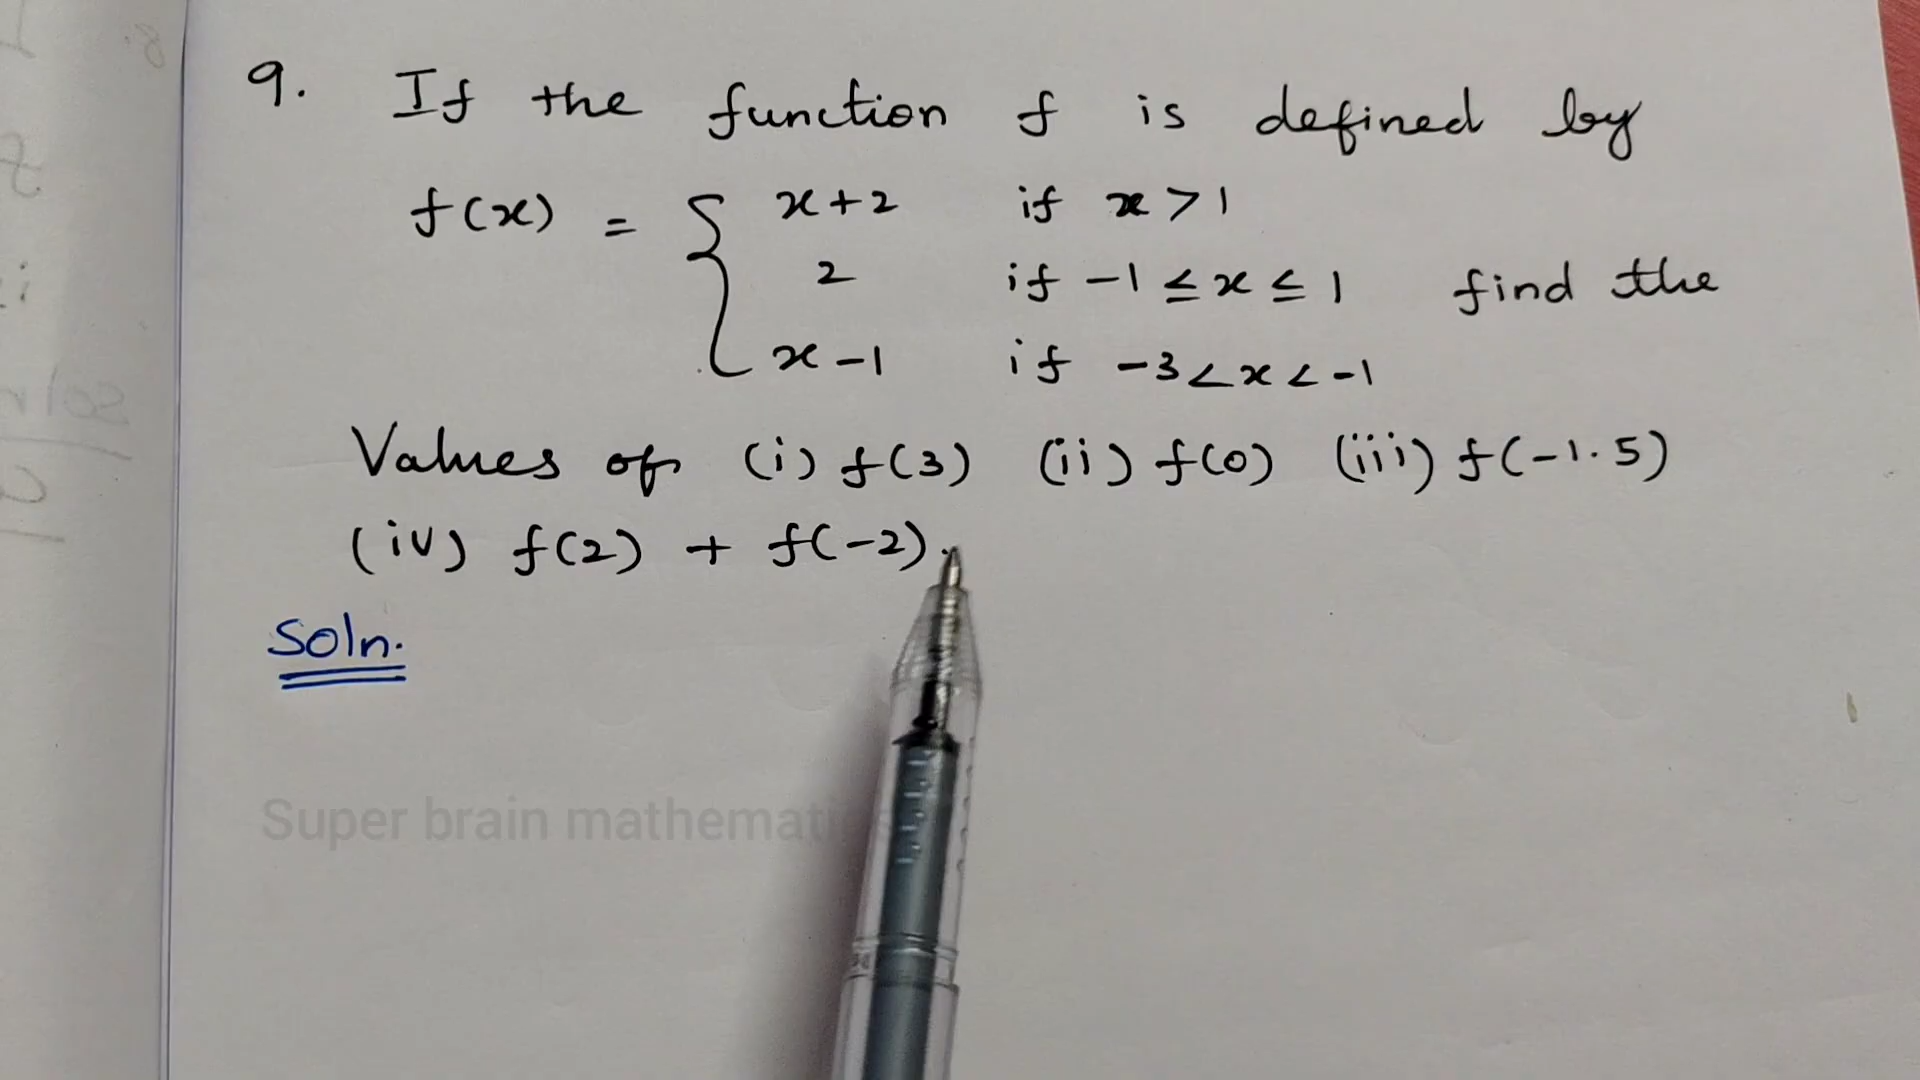 9. If the function f is defined by
f(x) = { x+2 if x > 1
2 if -1 ≤ x ≤ 1 find the
x-1 if -3 < x < -1
Values of (i) f(3) (ii) f(0) (iii) f(-1.5)
(iv) f(2) + f(-2).
Soln.
Super brain